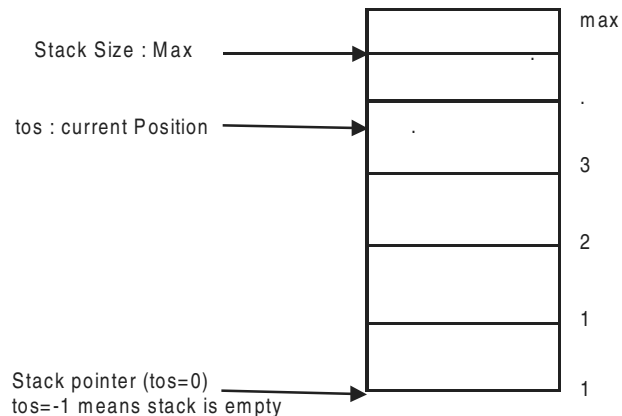 max
Stack Size : Max
.
.
tos : current Position
.
3
2
1
Stack pointer (tos=0)
1
tos=-1 means stack is empty